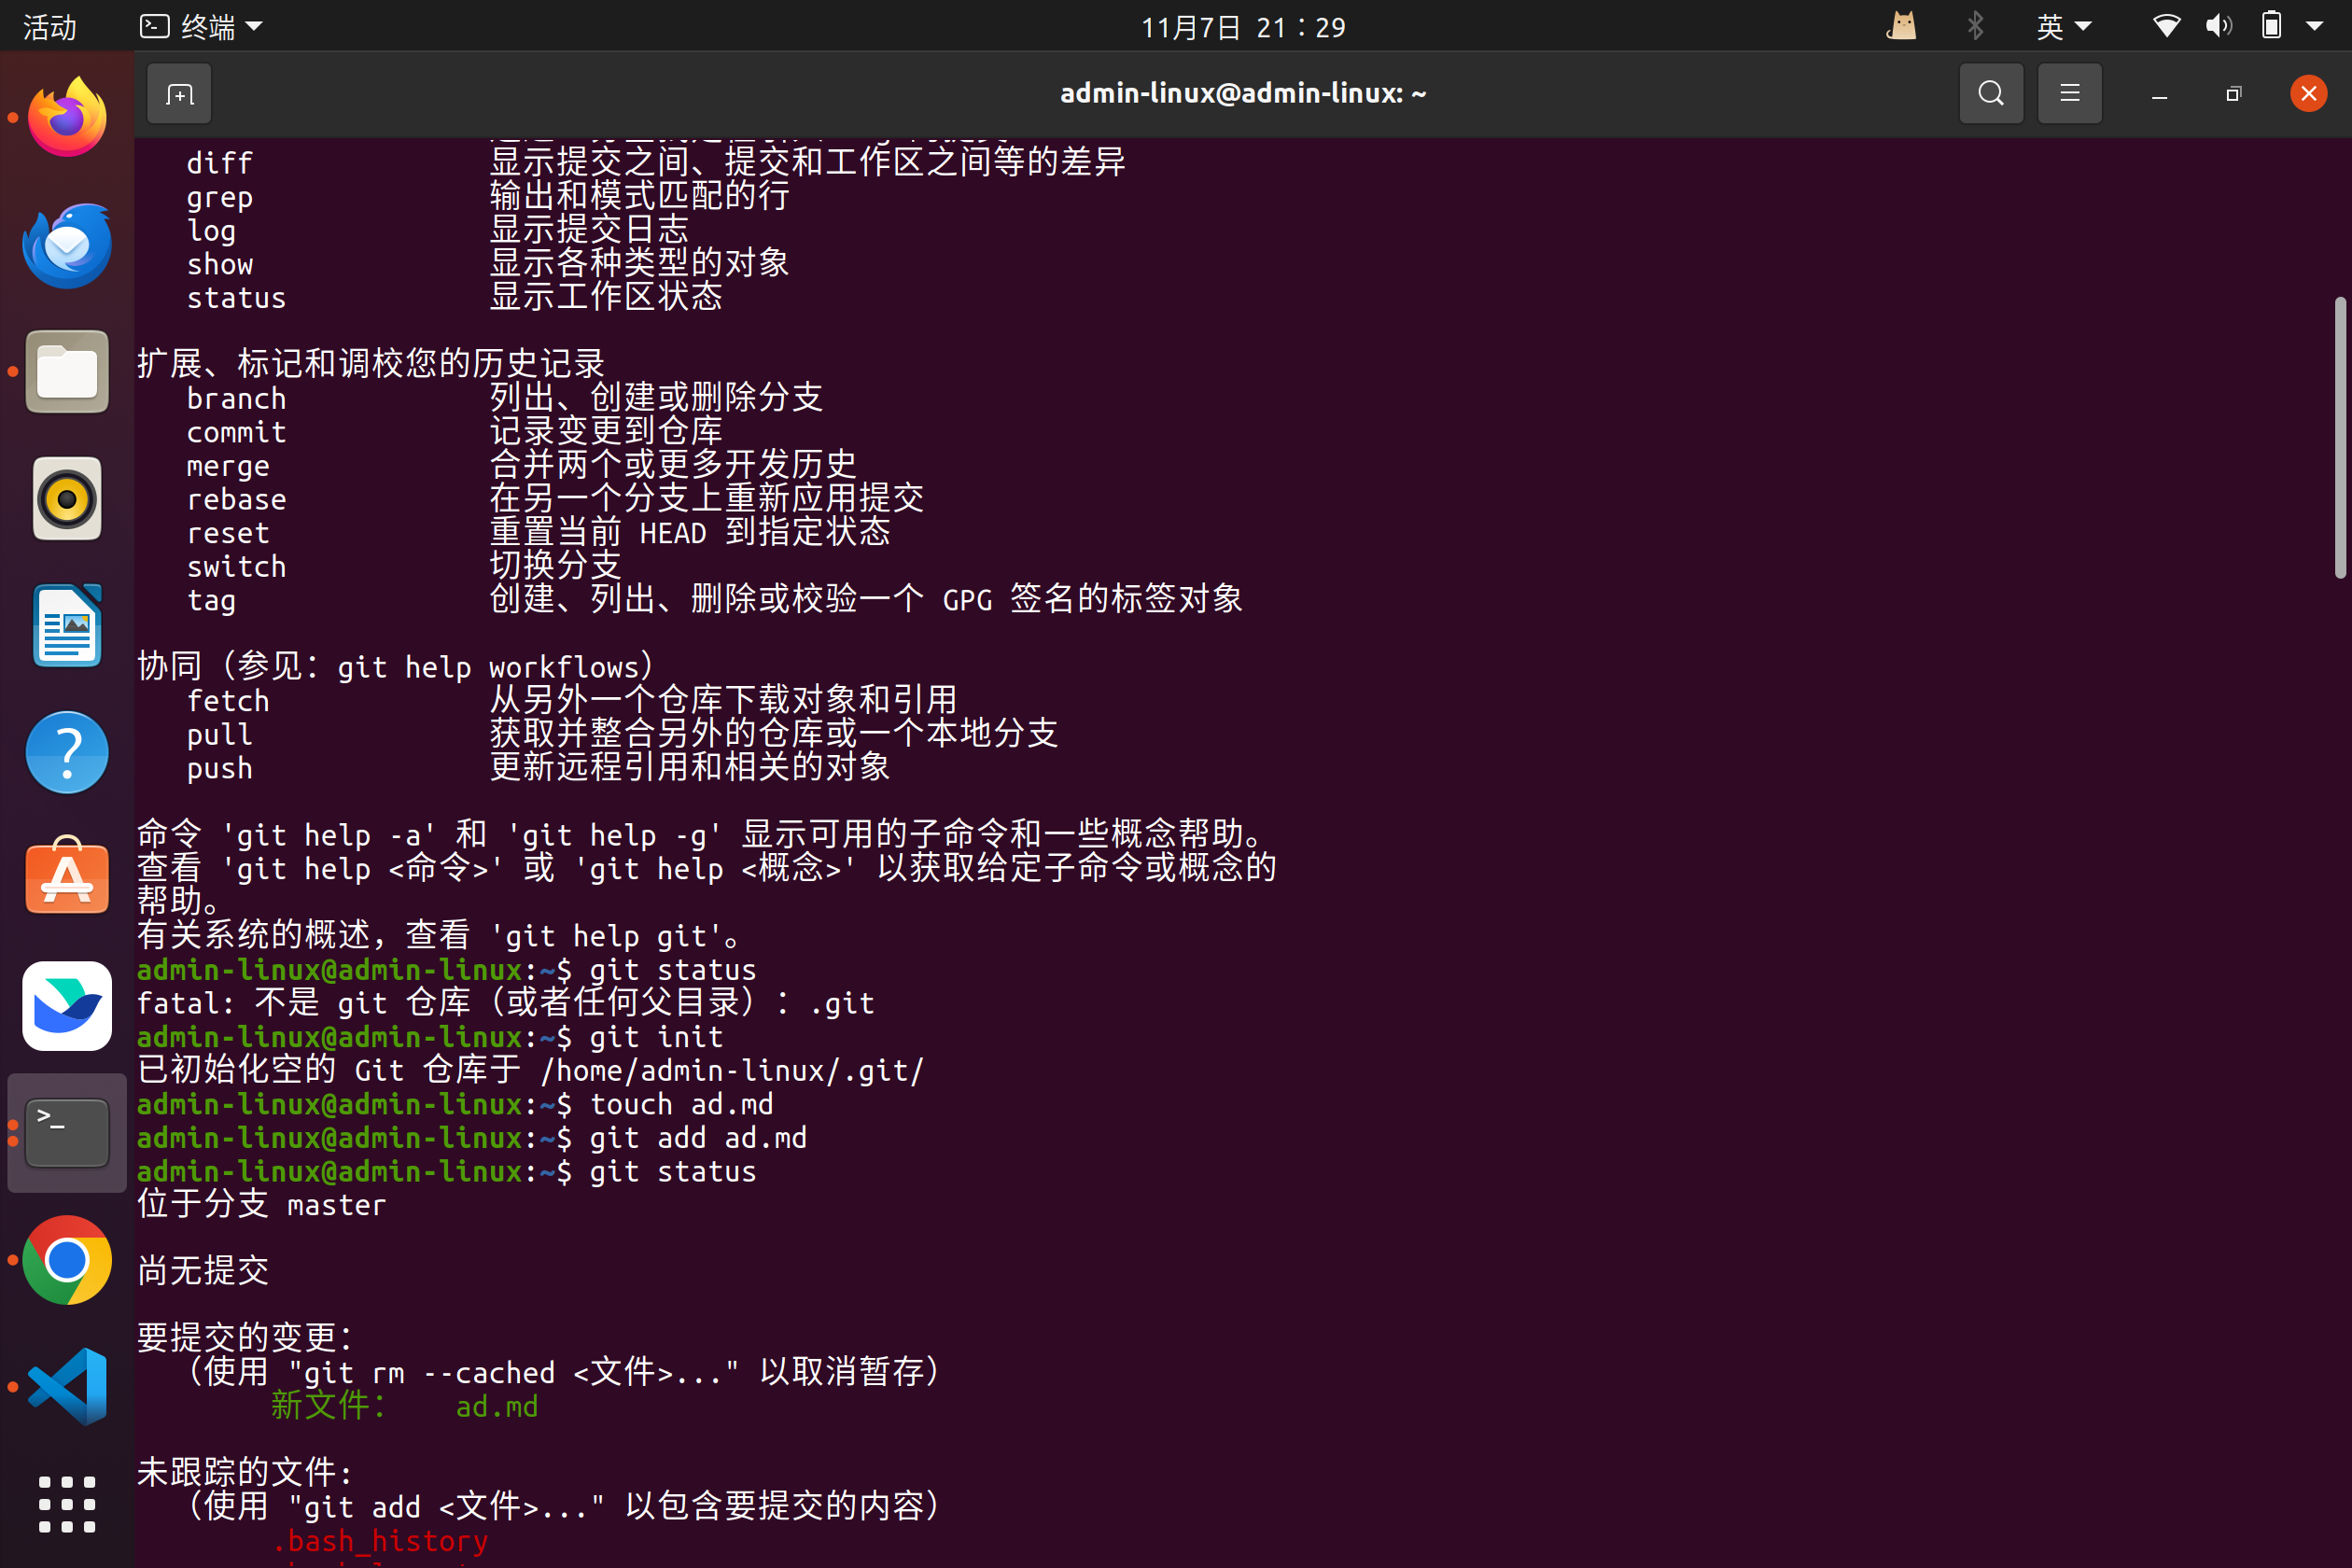 活动
终端
11月7日 21：29
英
admin-linux@admin-linux: ~
diff 显示提交之间、提交和工作区之间等的差异
grep 输出和模式匹配的行
log 显示提交日志
show 显示各种类型的对象
status 显示工作区状态
扩展、标记和调校您的历史记录
branch 列出、创建或删除分支
commit 记录变更到仓库
merge 合并两个或更多开发历史
rebase 在另一个分支上重新应用提交
reset 重置当前 HEAD 到指定状态
switch 切换分支
tag 创建、列出、删除或校验一个 GPG 签名的标签对象
协同（参见：git help workflows）
fetch 从另外一个仓库下载对象和引用
pull 获取并整合另外的仓库或一个本地分支
push 更新远程引用和相关的对象
命令 'git help -a' 和 'git help -g' 显示可用的子命令和一些概念帮助。
查看 'git help <命令>' 或 'git help <概念>' 以获取给定子命令或概念的
帮助。
有关系统的概述，查看 'git help git'。
admin-linux@admin-linux:~$ git status
fatal: 不是 git 仓库（或者任何父目录）：.git
admin-linux@admin-linux:~$ git init
已初始化空的 Git 仓库于 /home/admin-linux/.git/
admin-linux@admin-linux:~$ touch ad.md
admin-linux@admin-linux:~$ git add ad.md
admin-linux@admin-linux:~$ git status
位于分支 master
尚无提交
要提交的变更：
（使用 "git rm --cached <文件>..." 以取消暂存）
新文件： ad.md
未跟踪的文件:
（使用 "git add <文件>..." 以包含要提交的内容）
.bash_history